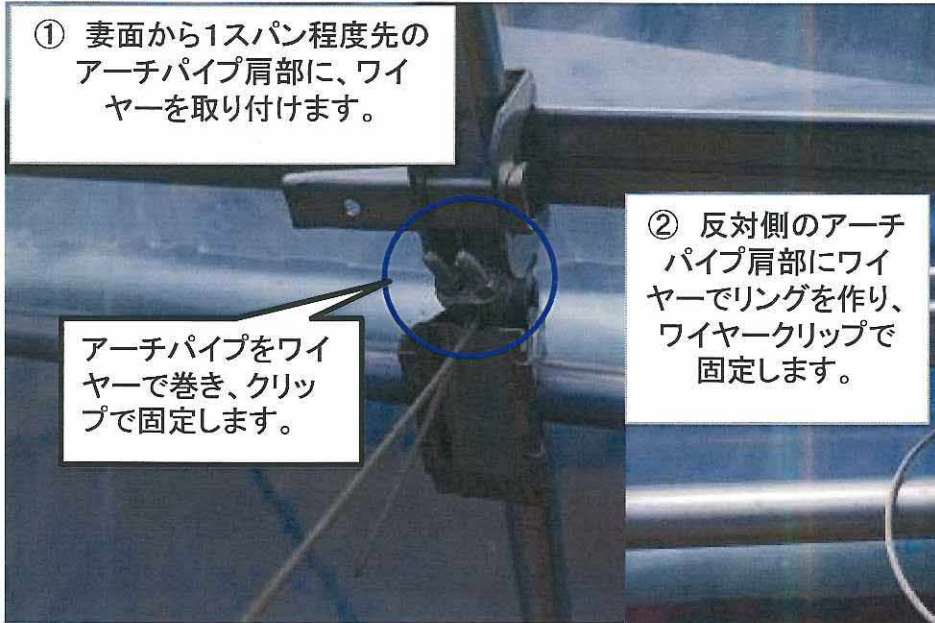 ① 妻面から1スパン程度先の
アーチパイプ肩部に、ワイ
ヤーを取り付けます。
② 反対側のアーチ
パイプ肩部にワイ
ヤーでリングを作り、
ワイヤークリップで
固定します。
アーチパイプをワイ
ヤーで巻き、クリッ
プで固定します。